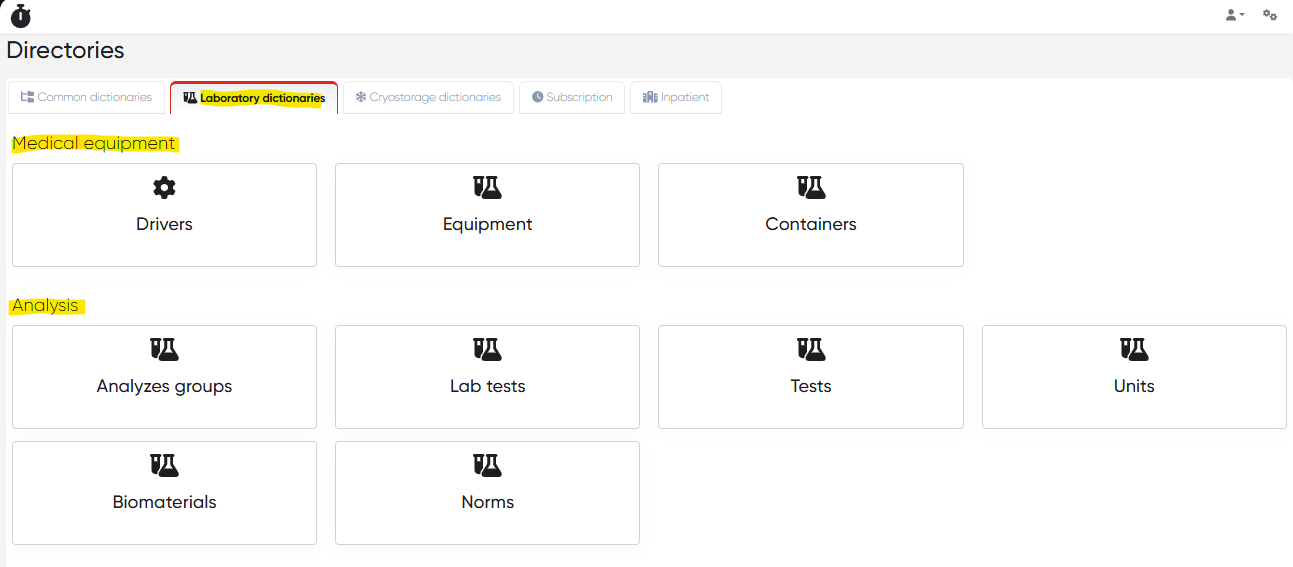 Directories
Common dictionaries Laboratory dictionaries Cryostorage dictionaries Subscription Inpatient
Medical equipment
Drivers Equipment Containers
Analysis
Analyzes groups Lab tests Tests Units
Biomaterials Norms